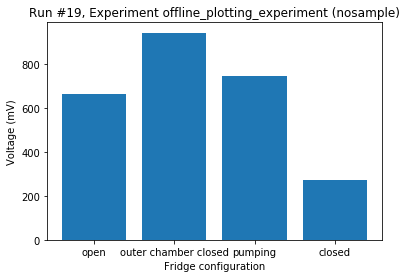 Run #19, Experiment offline_plotting_experiment (nosample)
Voltage (mV)
800
600
400
200
0
open
outer chamber closed
pumping
closed
Fridge configuration